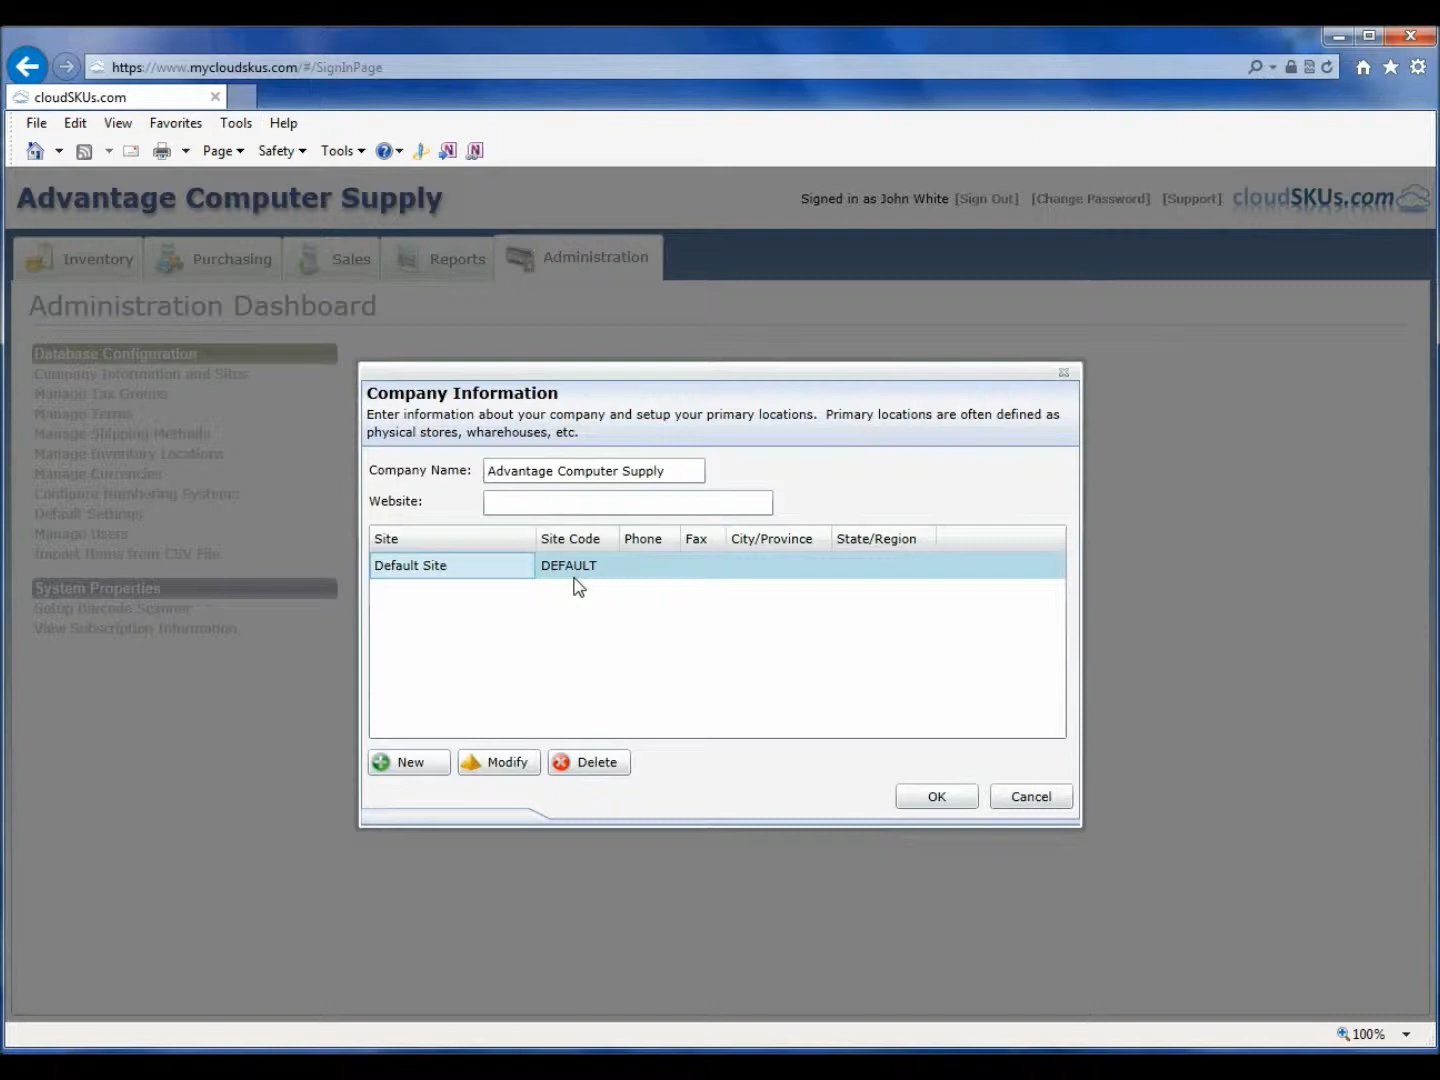 https://www.mycloudskus.com/#/SignInPage
cloudSKUs.com
File Edit View Favorites Tools Help
Page Safety Tools
Advantage Computer Supply
Signed in as John White [Sign Out] [Change Password] [Support] cloudSKUs.com
Inventory Purchasing Sales Reports Administration
Administration Dashboard
Database Configuration
Company Information and Sites
Manage Tax Groups
Manage Terms
Manage Shipping Methods
Manage Inventory Locations
Manage Currencies
Configure Numbering Systems
Default Settings
Manage Users
Import Items from CSV File
System Properties
Setup Barcode Scanner
View Subscription Information
Company Information
Enter information about your company and setup your primary locations. Primary locations are often defined as
physical stores, wharehouses, etc.
Company Name: Advantage Computer Supply
Website:
Site Site Code Phone Fax City/Province State/Region
Default Site DEFAULT
New Modify Delete
OK Cancel
100%